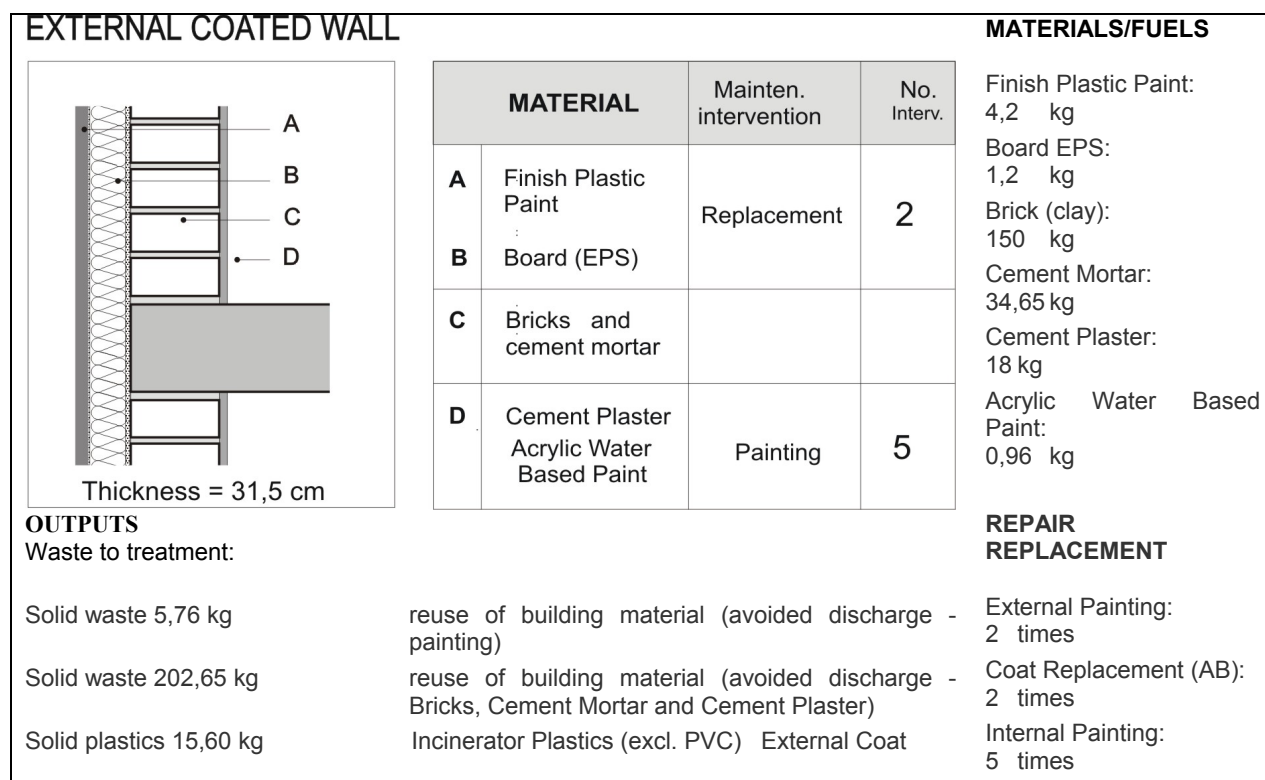 EXTERNAL COATED WALL
A
B
C
D
Thickness = 31,5 cm
MATERIAL
Mainten.
intervention
No.
Interv.
A
Finish Plastic
Paint
Replacement
2
B
Board (EPS)
C
Bricks and
cement mortar
D
Cement Plaster
Acrylic Water
Based Paint
Painting
5
MATERIALS/FUELS
Finish Plastic Paint:
4,2 kg
Board EPS:
1,2 kg
Brick (clay):
150 kg
Cement Mortar:
34,65 kg
Cement Plaster:
18 kg
Acrylic Water Based
Paint:
0,96 kg
OUTPUTS
Waste to treatment:
Solid waste 5,76 kg
reuse of building material (avoided discharge -
painting)
Solid waste 202,65 kg
reuse of building material (avoided discharge -
Bricks, Cement Mortar and Cement Plaster)
Solid plastics 15,60 kg
Incinerator Plastics (excl. PVC) External Coat
REPAIR
REPLACEMENT
External Painting:
2 times
Coat Replacement (AB):
2 times
Internal Painting:
5 times